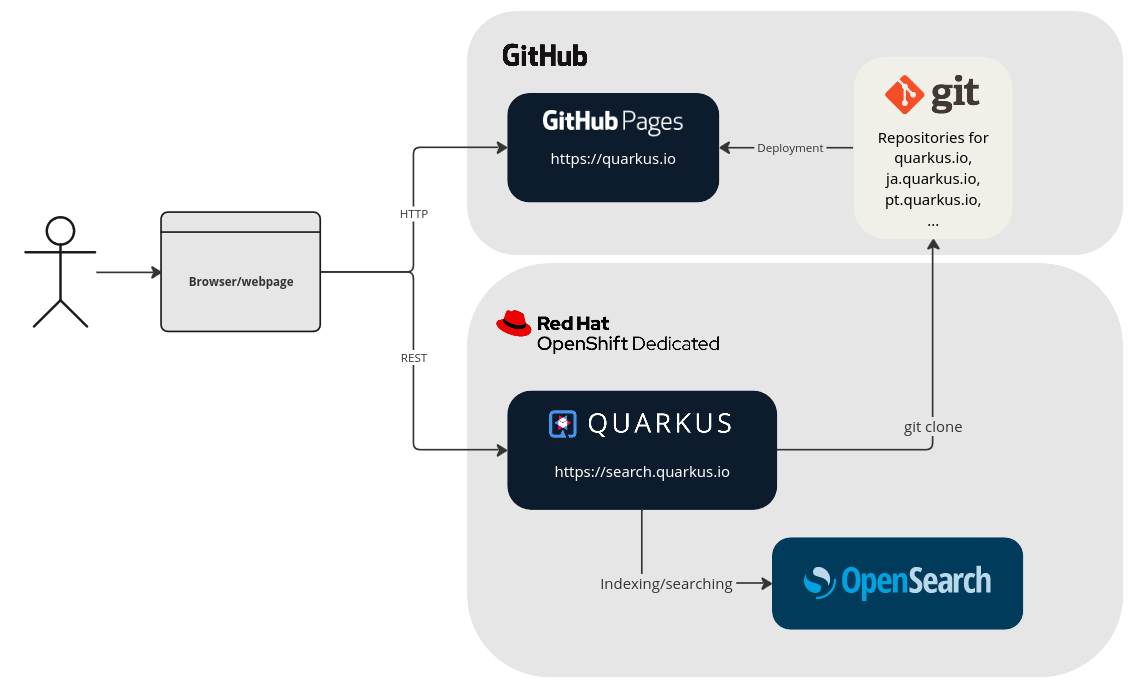 GitHub
GitHub Pages
https://quarkus.io
Deployment
git
Repositories for
quarkus.io,
ja.quarkus.io,
pt.quarkus.io,
...
HTTP
Browser/webpage
REST
Red Hat
OpenShift Dedicated
QUARKUS
https://search.quarkus.io
git clone
Indexing/searching
OpenSearch